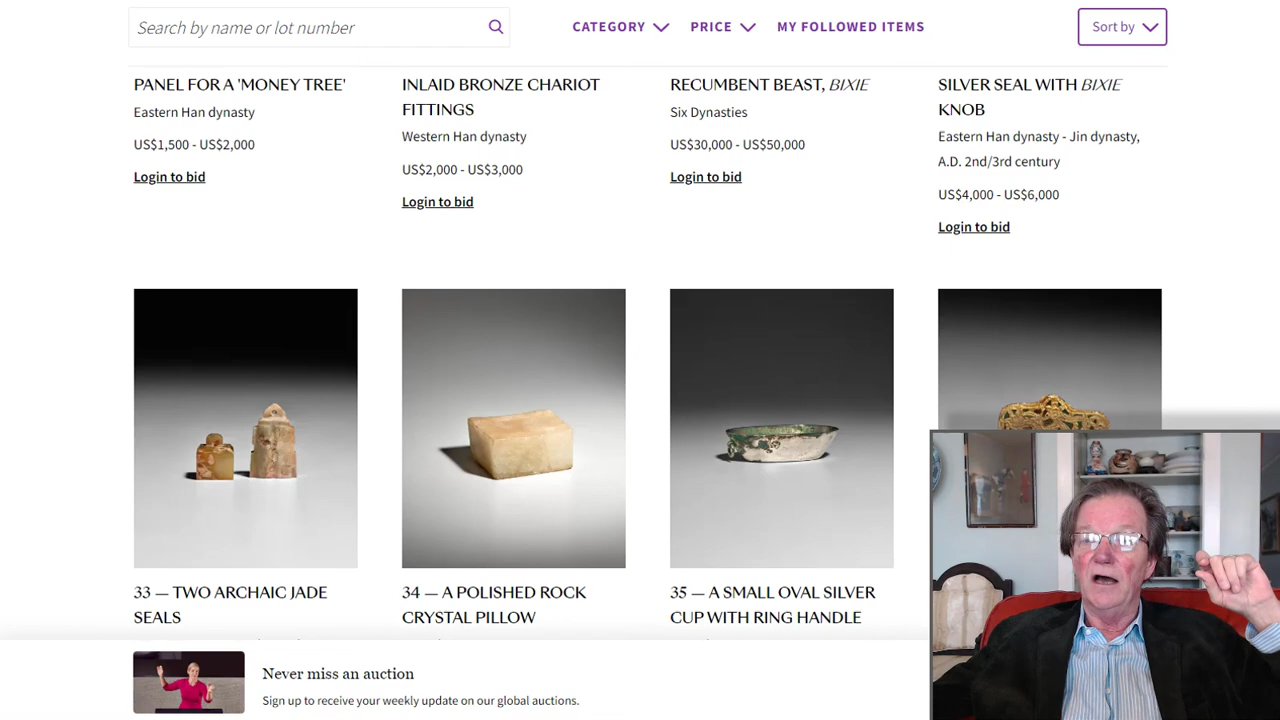 Search by name or lot number
CATEGORY
PRICE
MY FOLLOWED ITEMS
Sort by
PANEL FOR A 'MONEY TREE'
Eastern Han dynasty
US$1,500 - US$2,000
Login to bid
INLAID BRONZE CHARIOT
FITTINGS
Western Han dynasty
US$2,000 - US$3,000
Login to bid
RECUMBENT BEAST, BIXIE
Six Dynasties
US$30,000 - US$50,000
Login to bid
SILVER SEAL WITH BIXIE
KNOB
Eastern Han dynasty - Jin dynasty,
A.D. 2nd/3rd century
US$4,000 - US$6,000
Login to bid
33 — TWO ARCHAIC JADE
SEALS
34 — A POLISHED ROCK
CRYSTAL PILLOW
35 — A SMALL OVAL SILVER
CUP WITH RING HANDLE
Never miss an auction
Sign up to receive your weekly update on our global auctions.